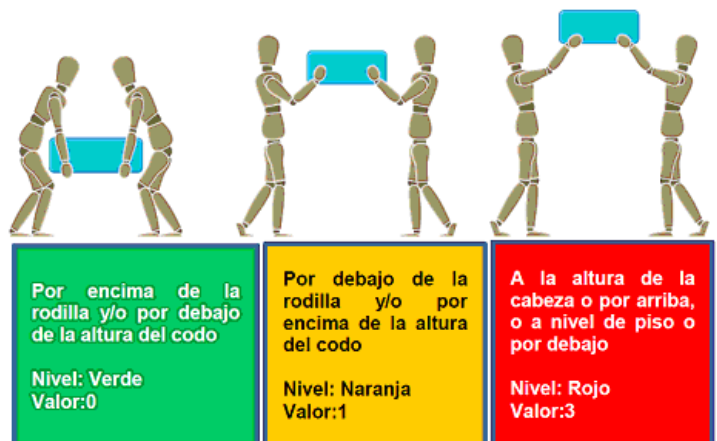 Por encima de la
rodilla y/o por debajo
de la altura del codo
Nivel: Verde
Valor:0
Por debajo de la
rodilla y/o por
encima de la altura
del codo
Nivel: Naranja
Valor:1
A la altura de la
cabeza o por arriba,
o a nivel de piso o
por debajo
Nivel: Rojo
Valor:3